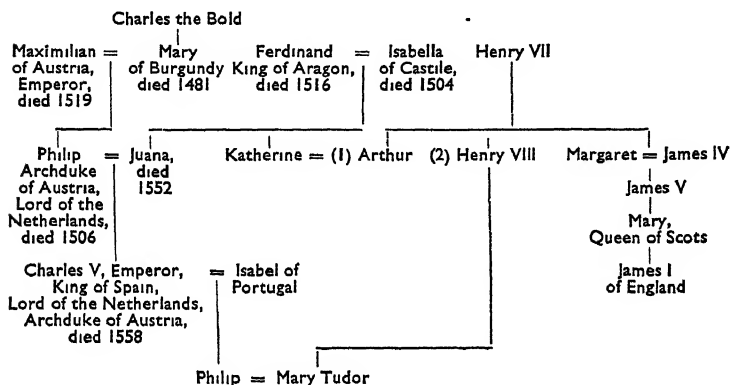 Charles the Bold
Maximilian = Mary Ferdinand = Isabella Henry VII
of Austria, of Burgundy King of Aragon, of Castile,
Emperor, died 1481 died 1516 died 1504
died 1519
Philip = Juana, Katherine = (1) Arthur (2) Henry VIII Margaret = James IV
Archduke died
of Austria, 1552 James V
Lord of the
Netherlands, Mary,
died 1506 Queen of Scots
Charles V, Emperor, = Isabel of James I
King of Spain, Portugal of England
Lord of the Netherlands,
Archduke of Austria,
died 1558
Philip = Mary Tudor